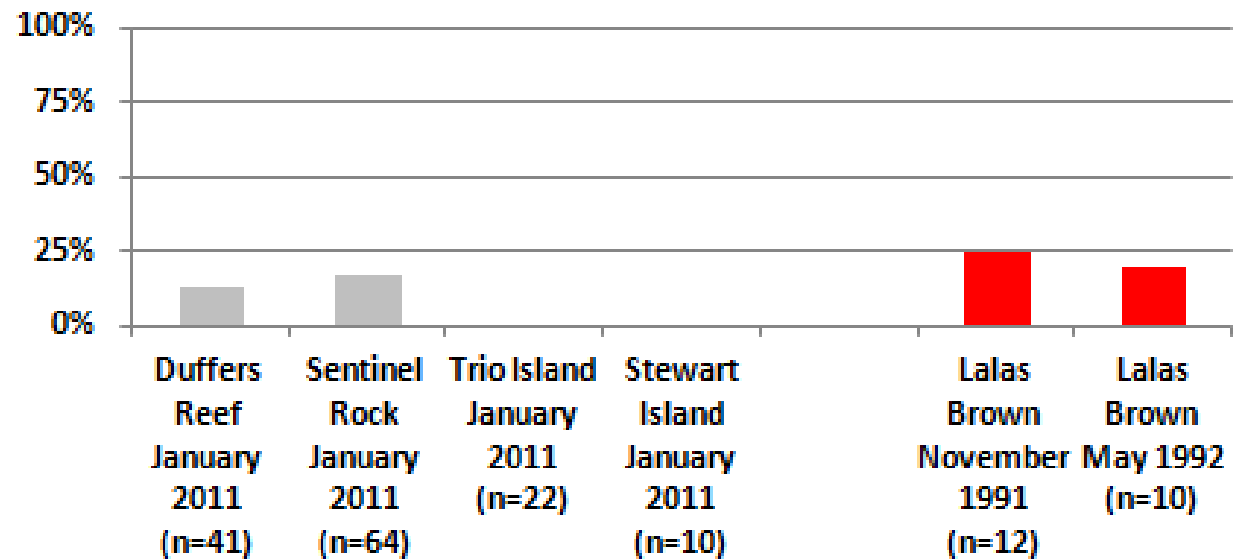 100%
75%
50%
25%
0%
Duffers
Reef
January
2011
(n=41)
Sentinel
Rock
January
2011
(n=64)
Trio Island
January
2011
(n=22)
Stewart
Island
January
2011
(n=10)
Lalas
Brown
November
1991
(n=12)
Lalas
Brown
May 1992
(n=10)